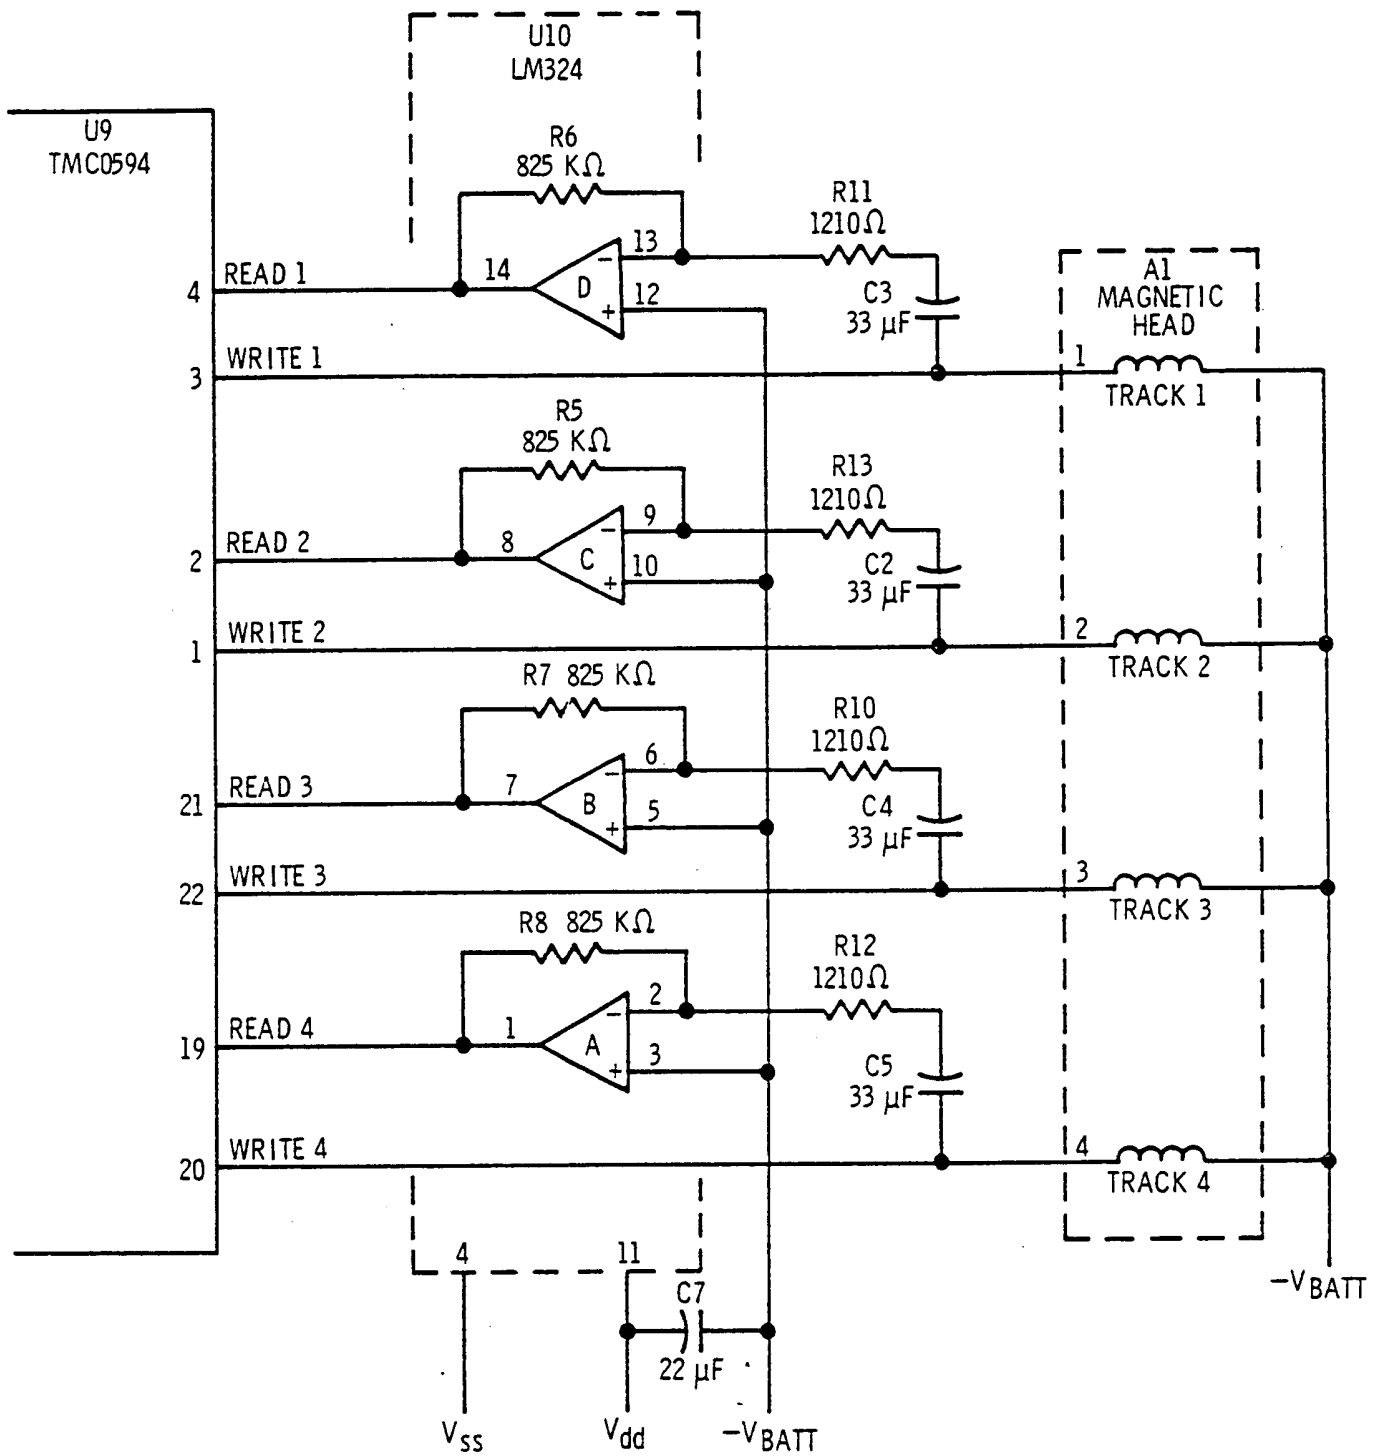 U10
LM324
U9
TMC0594
R6
825 KΩ
R11
1210Ω
13
D
-
+
12
14
READ 1
4
C3
33 µF
A1
MAGNETIC
HEAD
WRITE 1
3
1
TRACK 1
R5
825 KΩ
R13
1210Ω
9
C
-
+
10
8
READ 2
2
C2
33 µF
WRITE 2
1
2
TRACK 2
R7 825 KΩ
R10
1210Ω
6
B
-
+
5
7
READ 3
21
C4
33 µF
WRITE 3
22
3
TRACK 3
R8 825 KΩ
R12
1210Ω
2
A
-
+
3
1
READ 4
19
C5
33 µF
WRITE 4
20
4
TRACK 4
4
11
C7
22 µF
Vss
Vdd
-VBATT
-VBATT